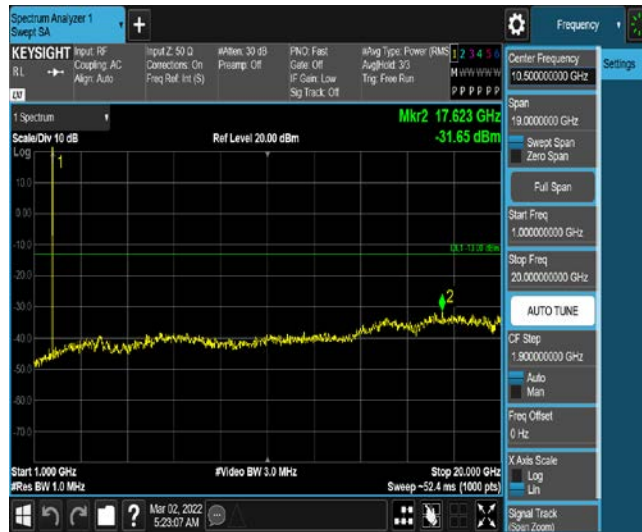 Spectrum Analyzer 1
Swept SA
Frequency
KEYSIGHT
RL
LXI
Input: RF
Coupling: AC
Align: Auto
Input Z: 50 Ω
Corrections: On
Freq Ref: Int (S)
#Atten: 30 dB
Preamp: Off
PNO: Fast
Gate: Off
IF Gain: Low
Sig Track: Off
#Avg Type: Power (RMS
Avg|Hold: 3/3
Trig: Free Run
1 2 3 4 5 6
M W W W W W
P P P P P P
1 Spectrum
Scale/Div 10 dB
Ref Level 20.00 dBm
Mkr2 17.623 GHz
-31.65 dBm
Log
1
10.0
0.00
-10.0
DL1 -13.00 dBm
-20.0
2
-30.0
-40.0
-50.0
-60.0
-70.0
Start 1.000 GHz
#Video BW 3.0 MHz
Stop 20.000 GHz
#Res BW 1.0 MHz
Sweep ~52.4 ms (1000 pts)
Mar 02, 2022
5:23:07 AM
Center Frequency
10.500000000 GHz
Settings
Span
19.0000000 GHz
Swept Span
Zero Span
Full Span
Start Freq
1.000000000 GHz
Stop Freq
20.000000000 GHz
AUTO TUNE
CF Step
1.900000000 GHz
Auto
Man
Freq Offset
0 Hz
X Axis Scale
Log
Lin
Signal Track
(Span Zoom)